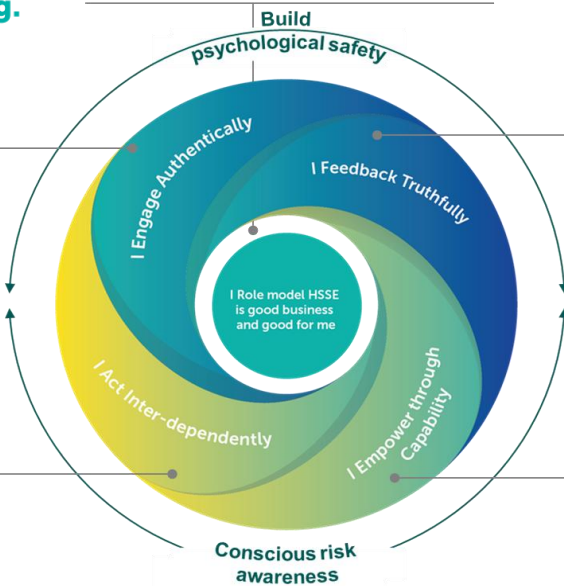 g.
Build
psychological safety
I Engage Authentically
I Feedback Truthfully
I Role model HSSE
is good business
and good for me
I Act Inter-dependently
I Empower through
Capability
Conscious risk
awareness